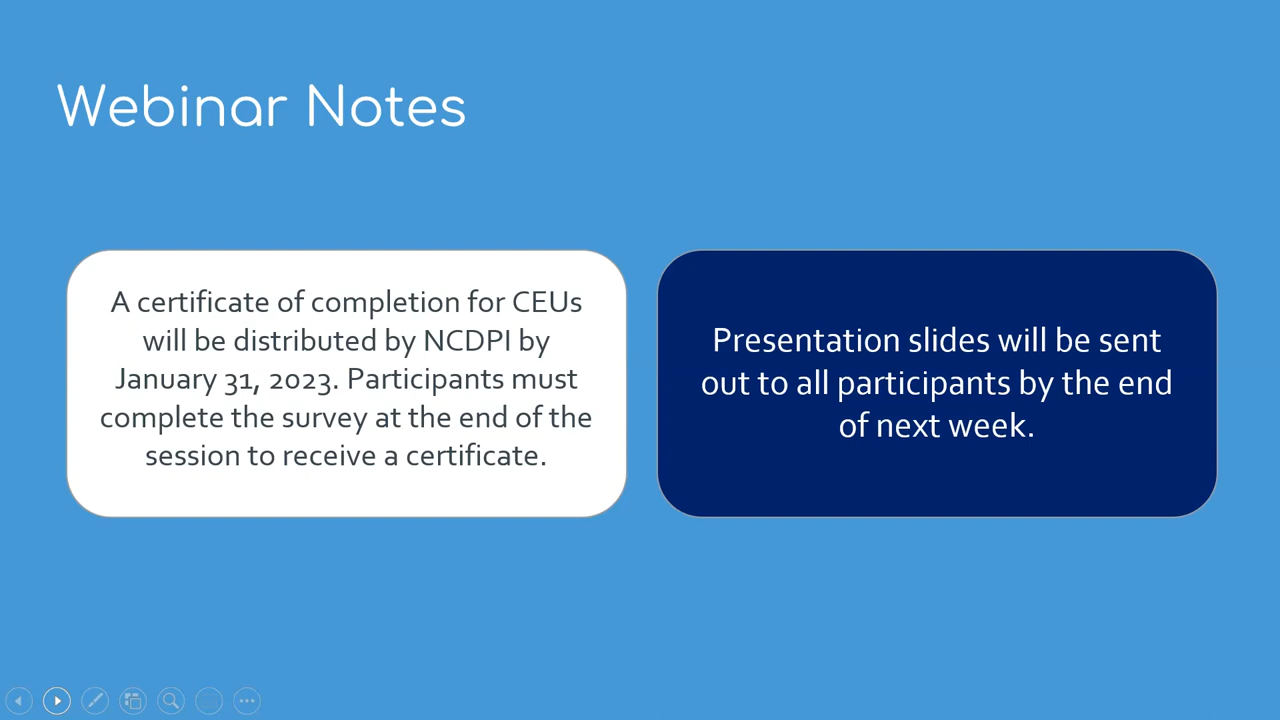 Webinar Notes
A certificate of completion for CEUs
will be distributed by NCDPI by
January 31, 2023. Participants must
complete the survey at the end of the
session to receive a certificate.
Presentation slides will be sent
out to all participants by the end
of next week.